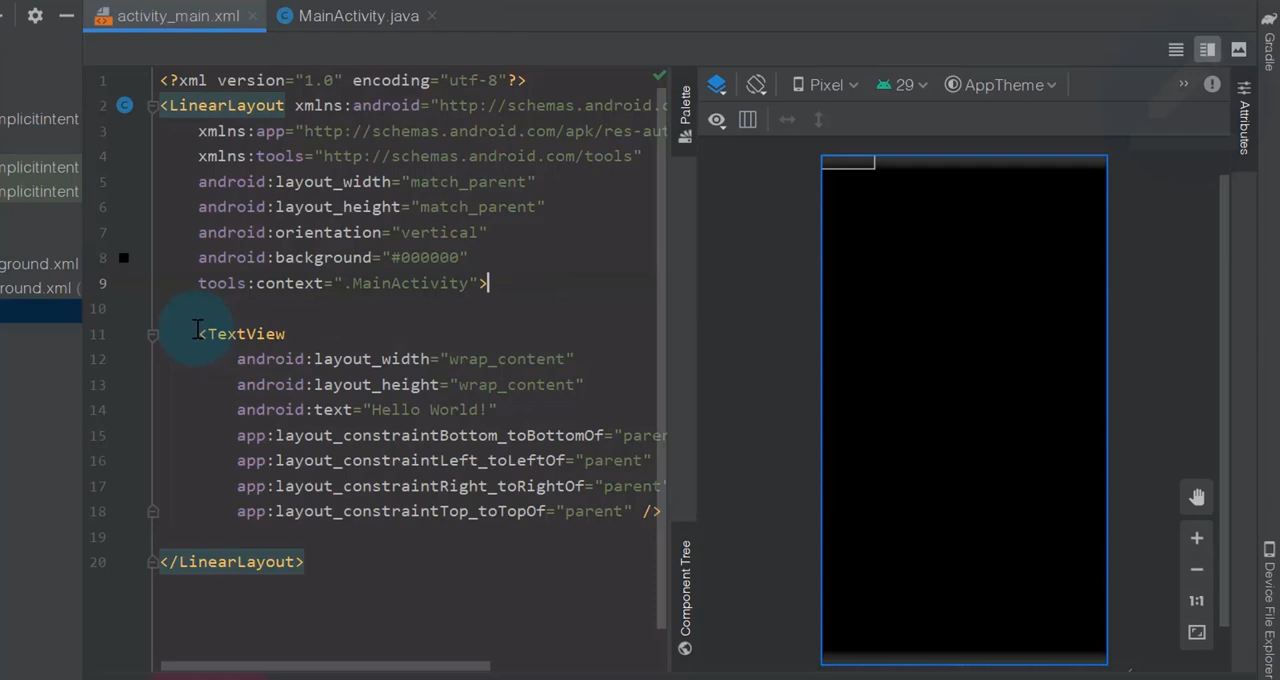 activity_main.xml
MainActivity.java
Gradle
1 <?xml version="1.0" encoding="utf-8"?>
2 <LinearLayout xmlns:android="http://schemas.android.c
3 xmlns:app="http://schemas.android.com/apk/res-aut
4 xmlns:tools="http://schemas.android.com/tools"
5 android:layout_width="match_parent"
6 android:layout_height="match_parent"
7 android:orientation="vertical"
8 android:background="#000000"
9 tools:context=".MainActivity">
10
11 <TextView
12 android:layout_width="wrap_content"
13 android:layout_height="wrap_content"
14 android:text="Hello World!"
15 app:layout_constraintBottom_toBottomOf="paren
16 app:layout_constraintLeft_toLeftOf="parent"
17 app:layout_constraintRight_toRightOf="parent"
18 app:layout_constraintTop_toTopOf="parent" />
19
20 </LinearLayout>
mplicitintent
mplicitintent
mplicitintent
ground.xml
round.xml (
Palette
Component Tree
Pixel
29
AppTheme
Attributes
1:1
Device File Explorer